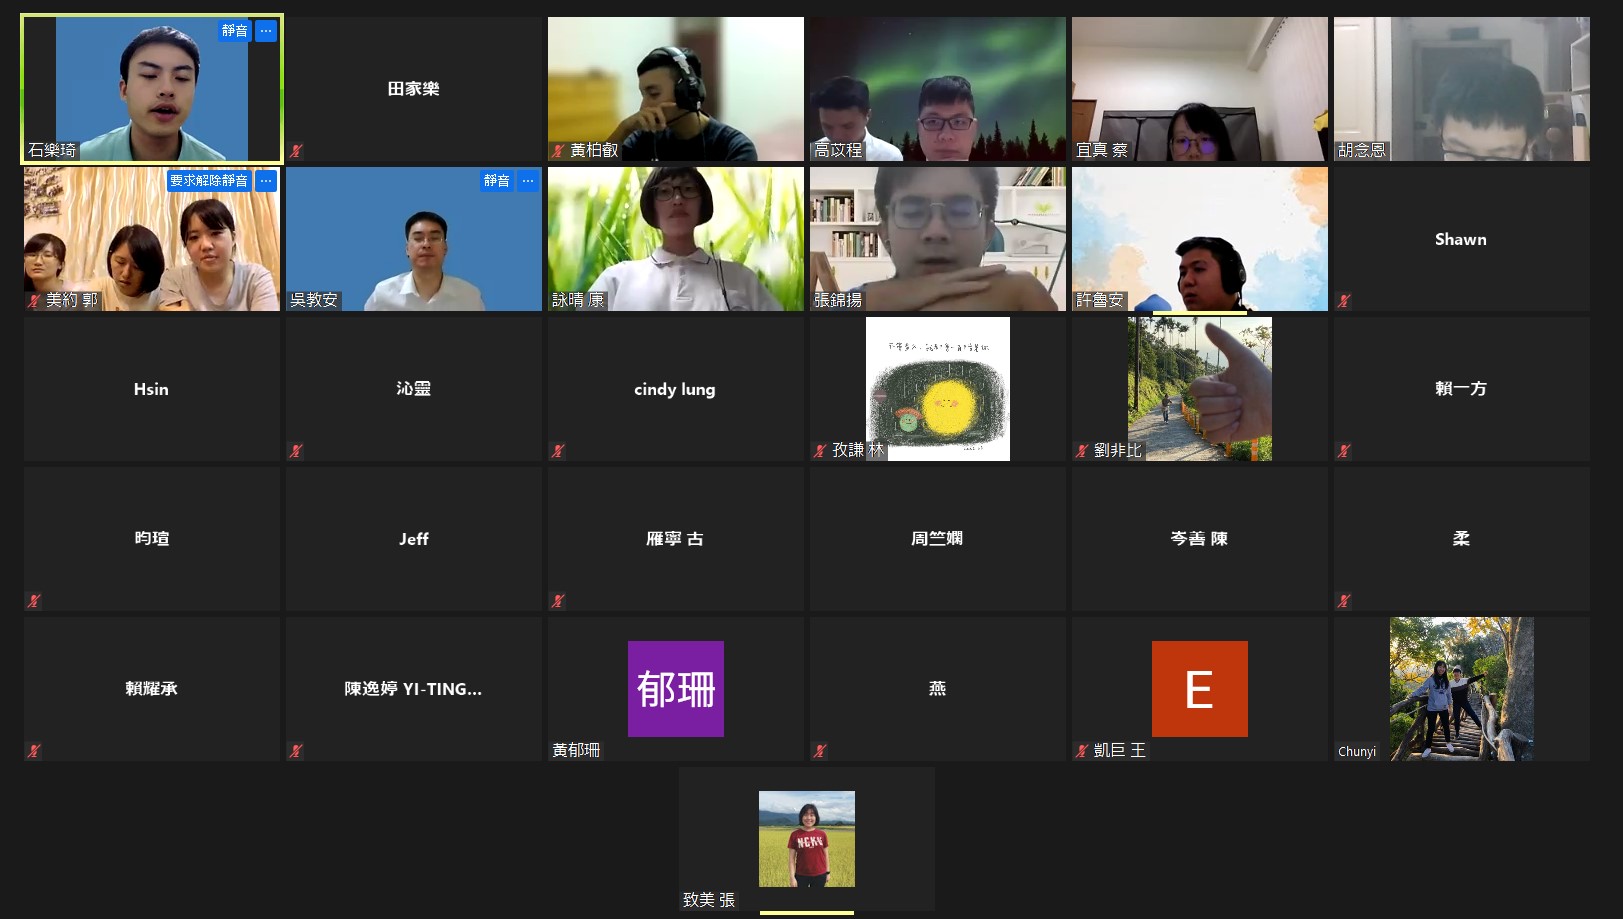 靜音 ...
石樂琦
田家樂
黃柏叡
高苡程
宜真 蔡
胡念恩
要求解除靜音 ...
美約 郭
靜音 ...
吳教安
詠晴 康
張錦揚
許魯安
Shawn
Hsin
沁靈
cindy lung
孜謙 林
劉非比
賴一方
昀瑄
Jeff
雁寧 古
周竺嫻
岑善 陳
柔
賴耀承
陳逸婷 YI-TING...
郁珊
黃郁珊
燕
E
凱巨 王
Chunyi
NCKU
致美 張